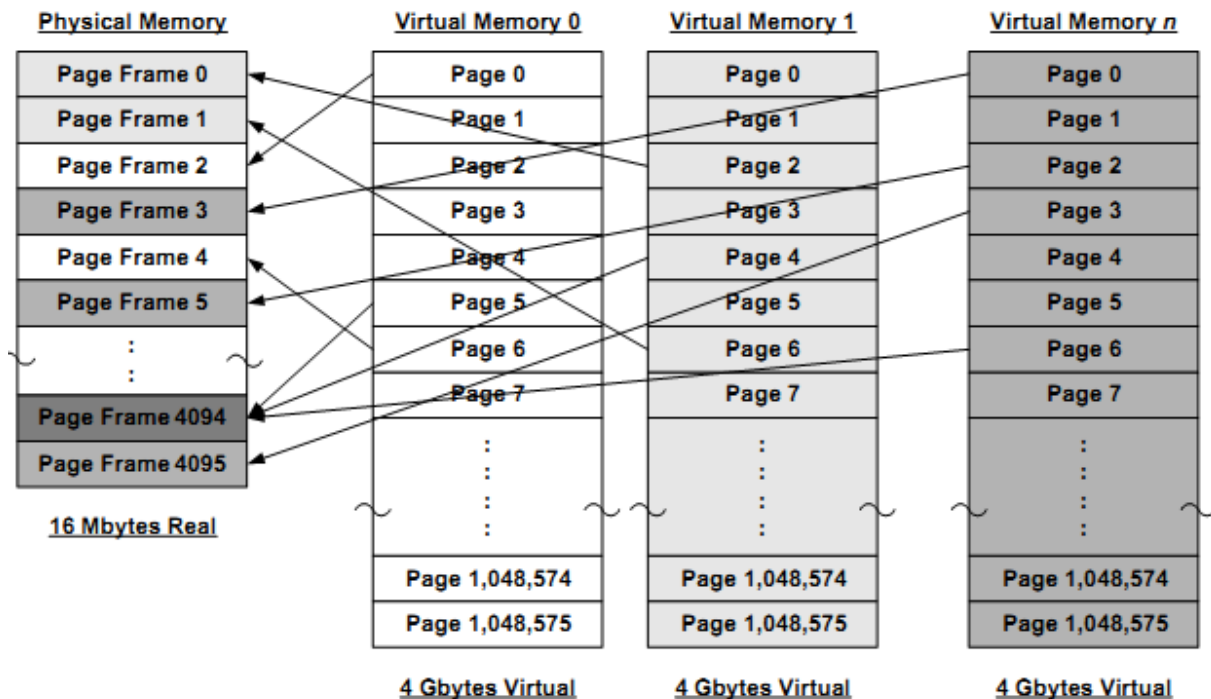 Physical Memory
Page Frame 0
Page Frame 1
Page Frame 2
Page Frame 3
Page Frame 4
Page Frame 5
:
:
Page Frame 4094
Page Frame 4095
16 Mbytes Real
Virtual Memory 0
Page 0
Page 1
Page 2
Page 3
Page 4
Page 5
Page 6
Page 7
:
:
:
:
Page 1,048,574
Page 1,048,575
4 Gbytes Virtual
Virtual Memory 1
Page 0
Page 1
Page 2
Page 3
Page 4
Page 5
Page 6
Page 7
:
:
:
:
Page 1,048,574
Page 1,048,575
4 Gbytes Virtual
Virtual Memory n
Page 0
Page 1
Page 2
Page 3
Page 4
Page 5
Page 6
Page 7
:
:
:
:
Page 1,048,574
Page 1,048,575
4 Gbytes Virtual